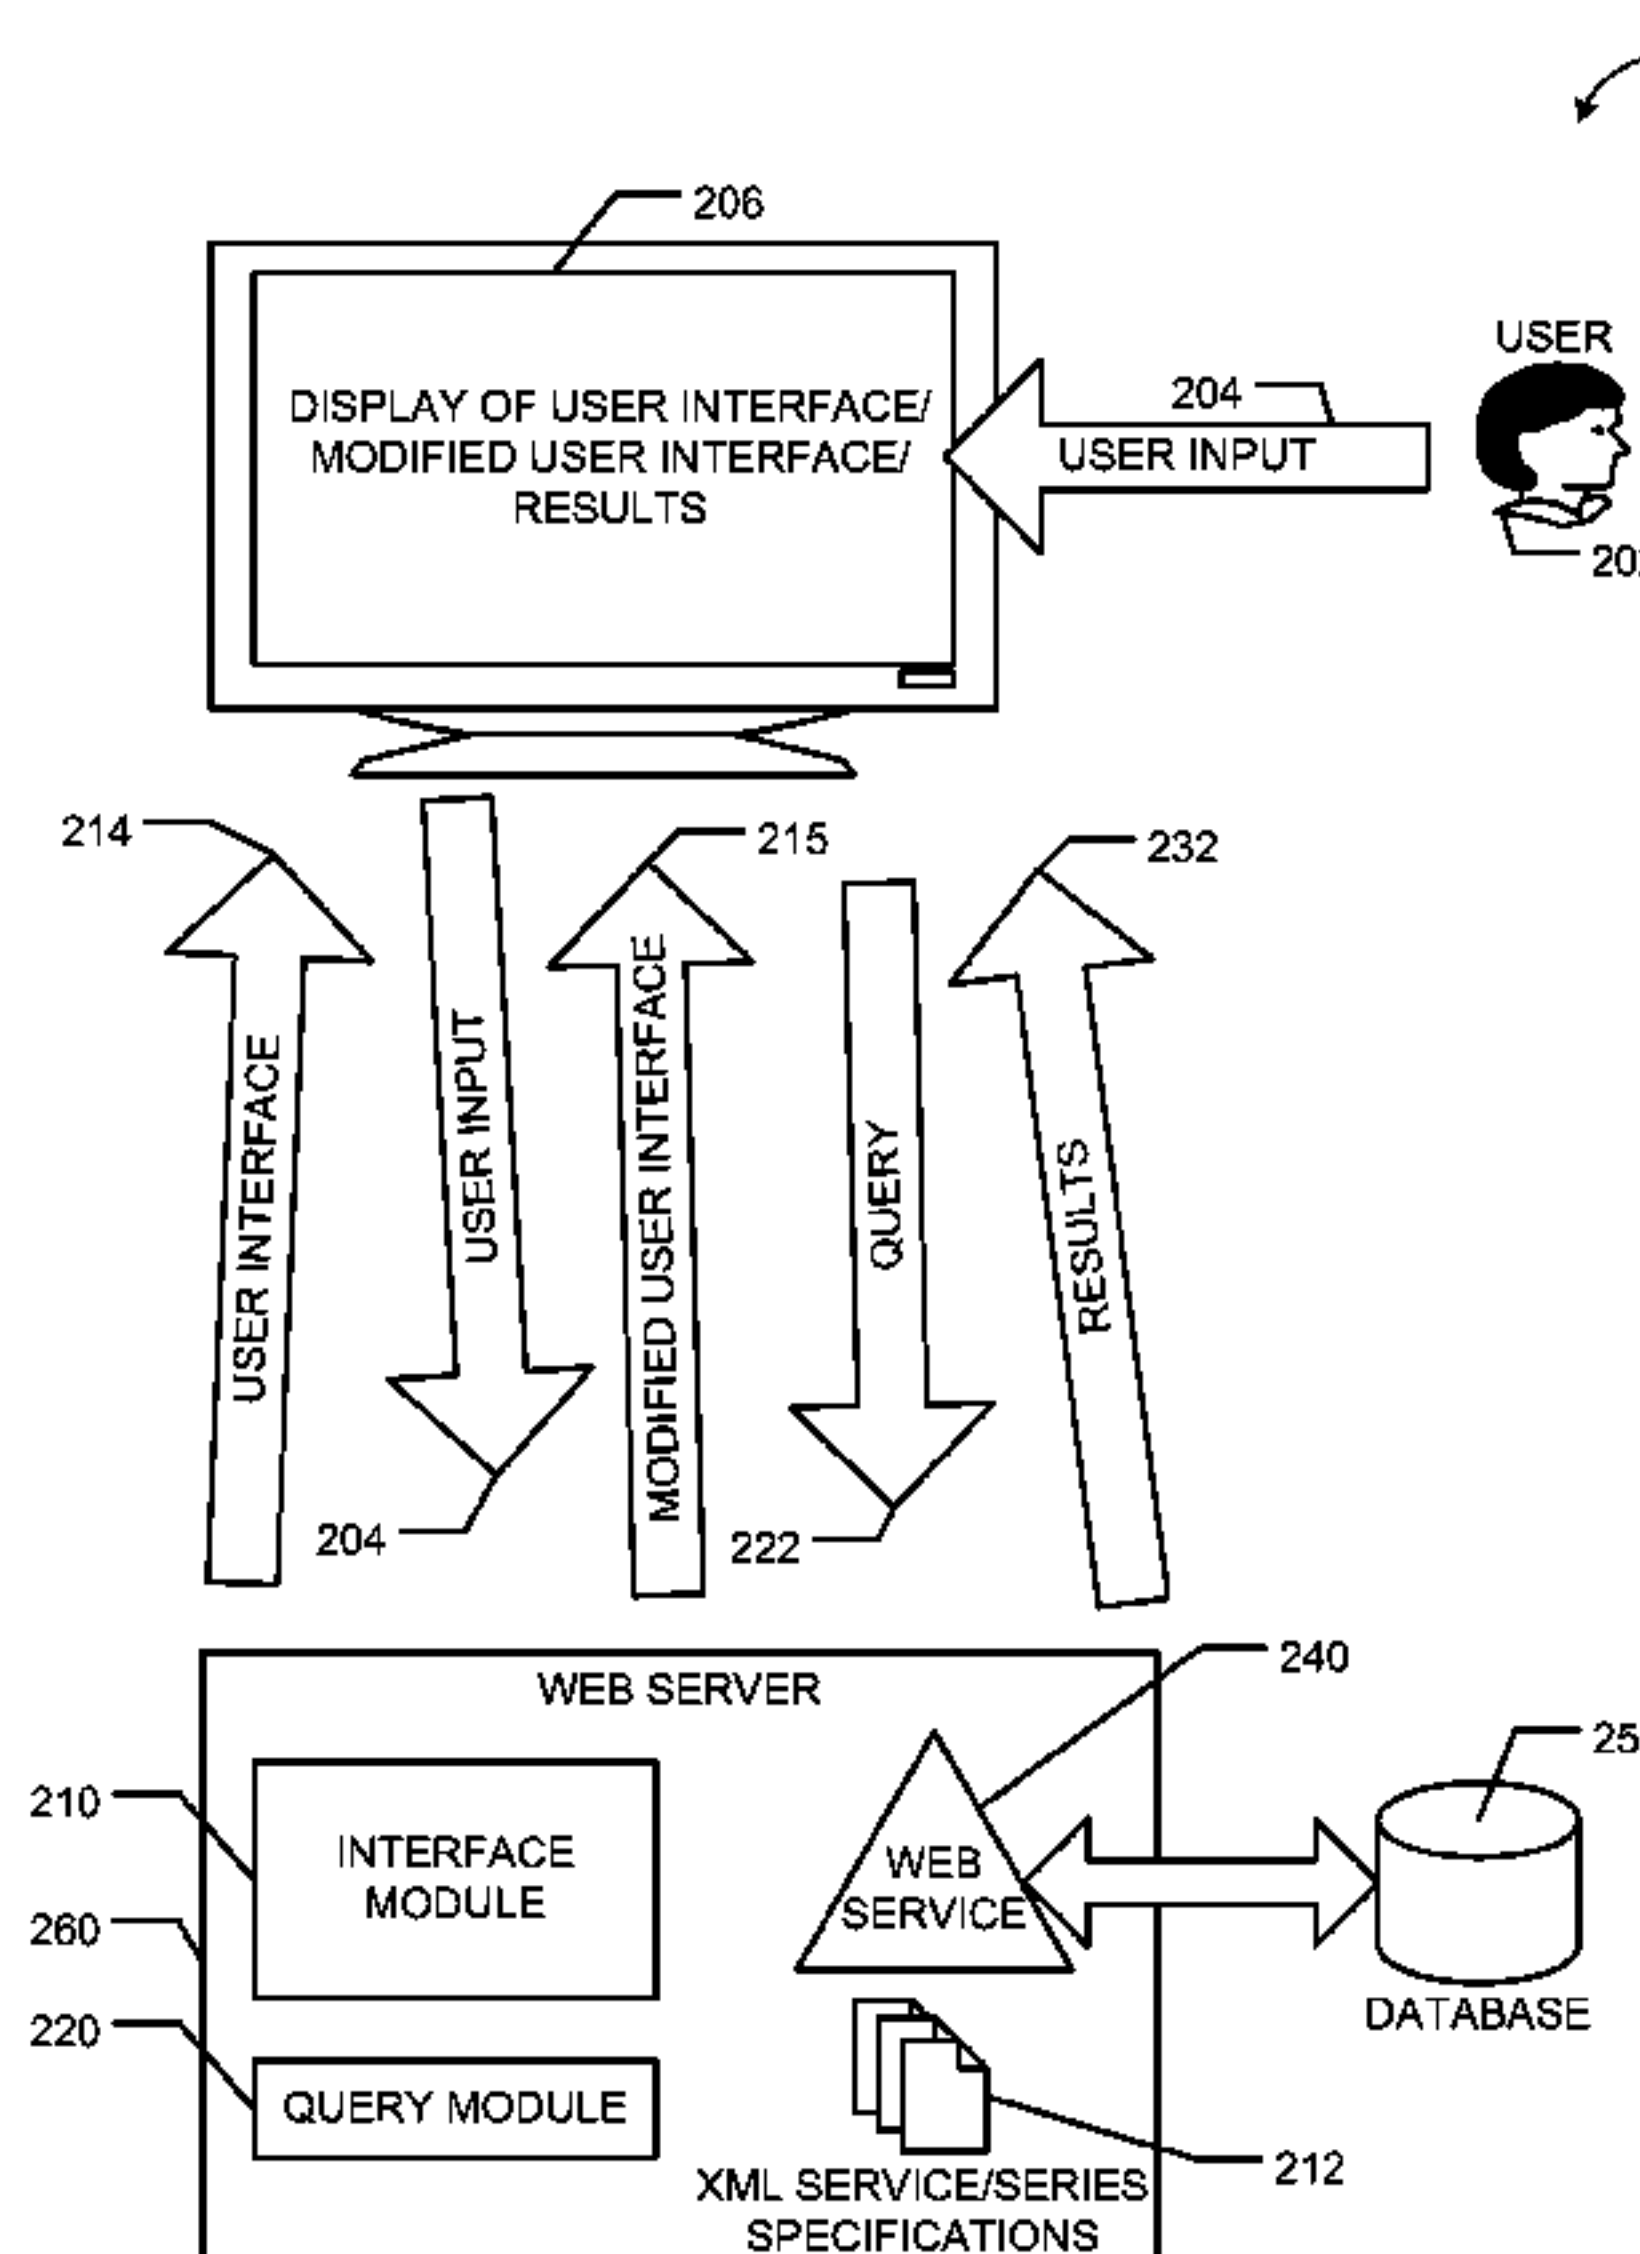 206
USER
DISPLAY OF USER INTERFACE/
MODIFIED USER INTERFACE/
RESULTS
204
USER INPUT
214
215
232
USER INTERFACE
USER INPUT
MODIFIED USER INTERFACE
QUERY
RESULTS
204
222
WEB SERVER
240
25
210
INTERFACE
MODULE
WEB
SERVICE
260
DATABASE
220
QUERY MODULE
212
XML SERVICE/SERIES
SPECIFICATIONS